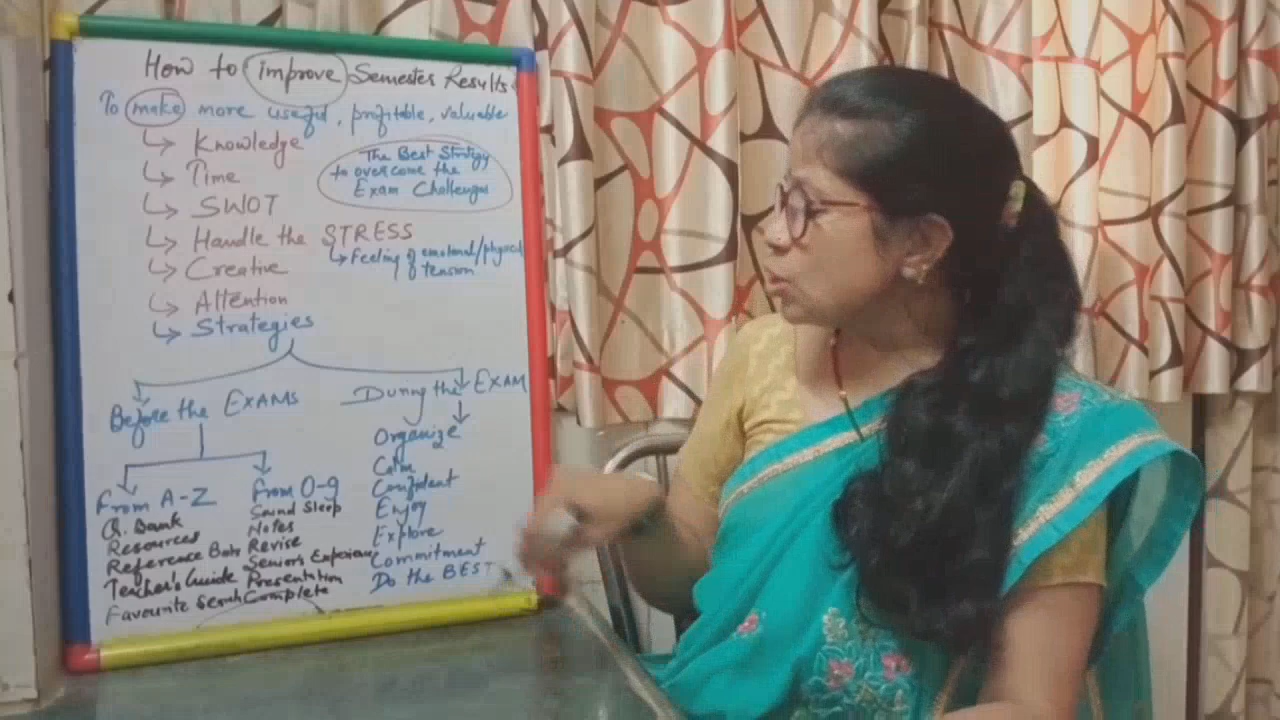 How to improve Semester Results
To make more useful, profitable, valuable
↳ Knowledge
↳ Time
↳ SWOT
↳ Handle the STRESS
↳ Feeling of emotional/physical
tension
↳ Creative
↳ Attention
↳ Strategies
The Best Strategy
to overcome the
Exam Challenges
Before the EXAMS
From A-Z
Q. Bank
Resources
Reference Boks
Teacher's Guide
Favourite
From 0-9
Sound Sleep
Notes
Revise
Senior's Experience
Presentation
Complete
During the EXAM
Organize
Calm
Confident
Enjoy
Explore
Commitment
Do the BEST